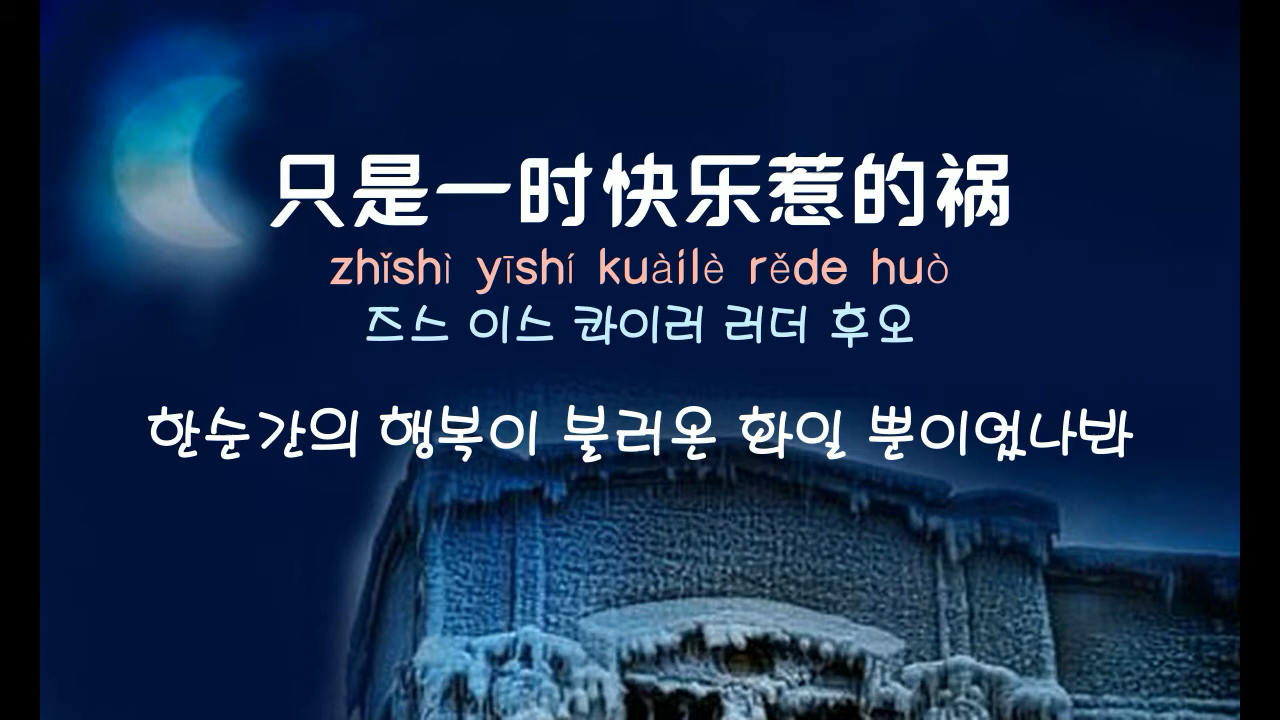 只是一时快乐惹的祸
zhǐshì yīshí kuàilè rěde huò
즈스 이스 콰이러 러더 후오
한순간의 행복이 불러온 화일 뿐이었나봐